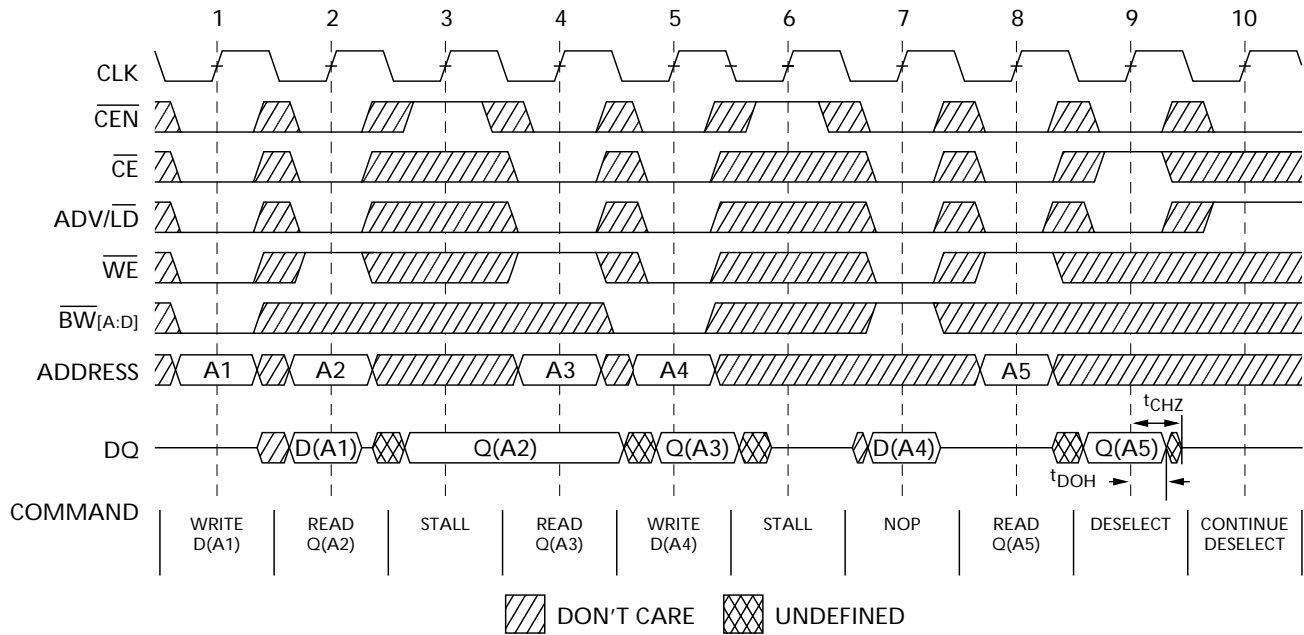 1 2 3 4 5 6 7 8 9 10
CLK
CEN
CE
ADV/LD
WE
BW[A:D]
ADDRESS A1 A2 A3 A4 A5
tCHZ
DQ D(A1) Q(A2) Q(A3) D(A4) Q(A5)
tDOH
COMMAND
WRITE READ STALL READ WRITE STALL NOP READ DESELECT CONTINUE
D(A1) Q(A2) Q(A3) D(A4) Q(A5) DESELECT
DON'T CARE UNDEFINED